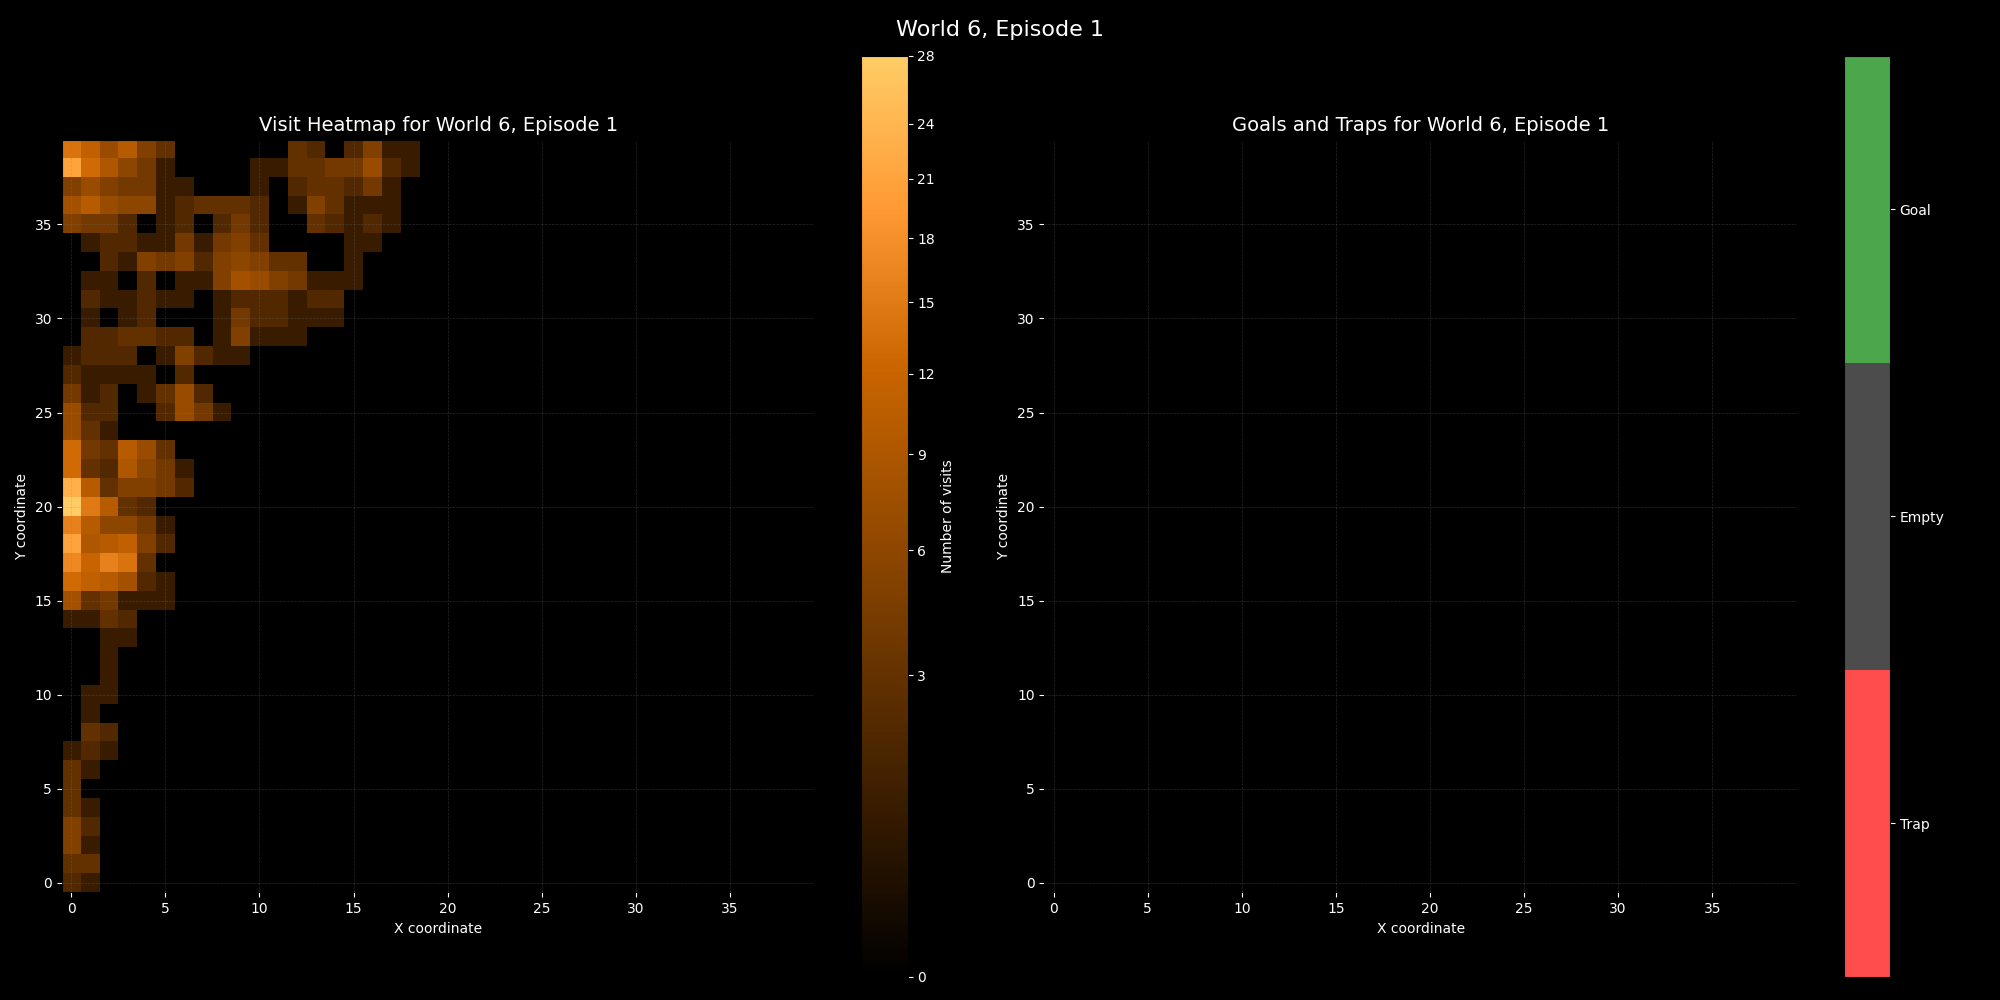 World 6, Episode 1
Visit Heatmap for World 6, Episode 1
35
30
25
20
15
10
5
0
Y coordinate
0 5 10 15 20 25 30 35
X coordinate
28
24
21
18
15
12
9
6
3
0
Number of visits
Goals and Traps for World 6, Episode 1
35
30
25
20
15
10
5
0
Y coordinate
0 5 10 15 20 25 30 35
X coordinate
Goal
Empty
Trap